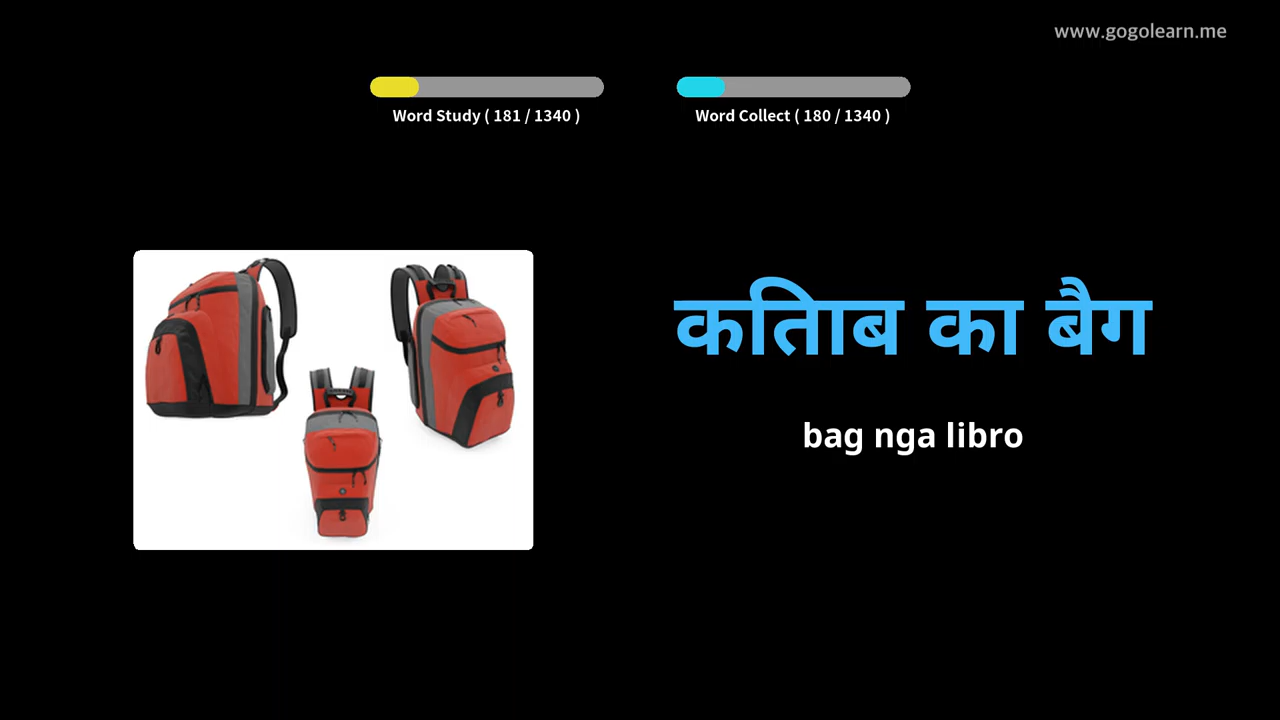 www.gogolearn.me
Word Study ( 181 / 1340 )
Word Collect ( 180 / 1340 )
कतिाब का बैग
bag nga libro